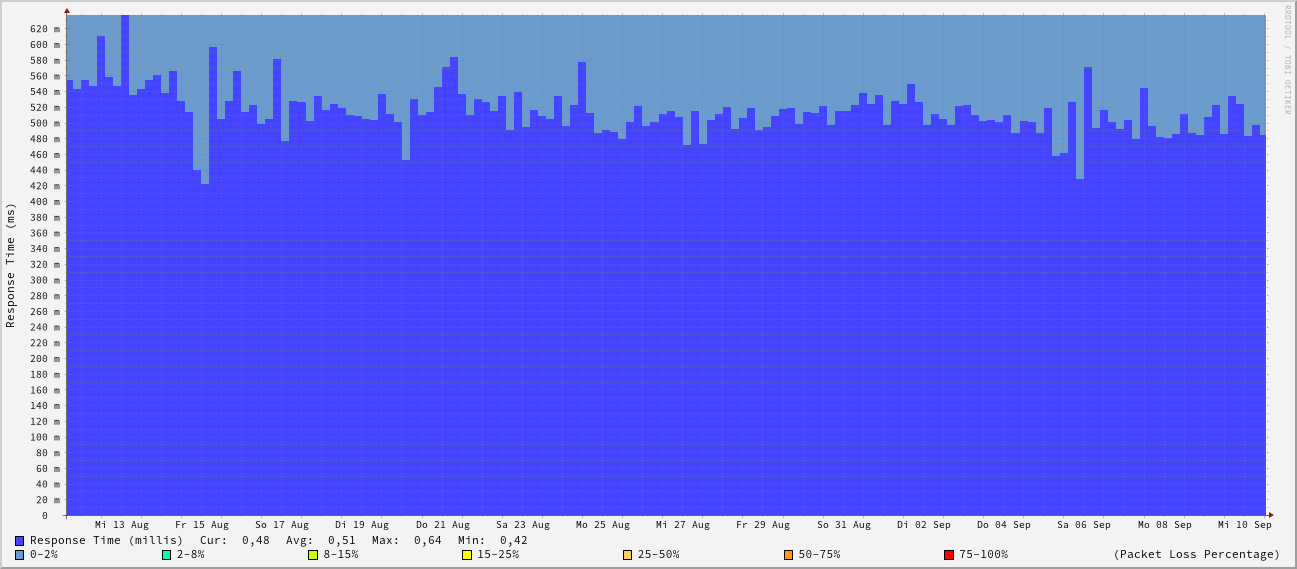 RRDTOOL / TOBI OETIKER
Response Time (ms)
620 m
600 m
580 m
560 m
540 m
520 m
500 m
480 m
460 m
440 m
420 m
400 m
380 m
360 m
340 m
320 m
300 m
280 m
260 m
240 m
220 m
200 m
180 m
160 m
140 m
120 m
100 m
80 m
60 m
40 m
20 m
0
Mi 13 Aug Fr 15 Aug So 17 Aug Di 19 Aug Do 21 Aug Sa 23 Aug Mo 25 Aug Mi 27 Aug Fr 29 Aug So 31 Aug Di 02 Sep Do 04 Sep Sa 06 Sep Mo 08 Sep Mi 10 Sep
Response Time (millis) Cur: 0,48 Avg: 0,51 Max: 0,64 Min: 0,42
0-2% 2-8% 8-15% 15-25% 25-50% 50-75% 75-100% (Packet Loss Percentage)